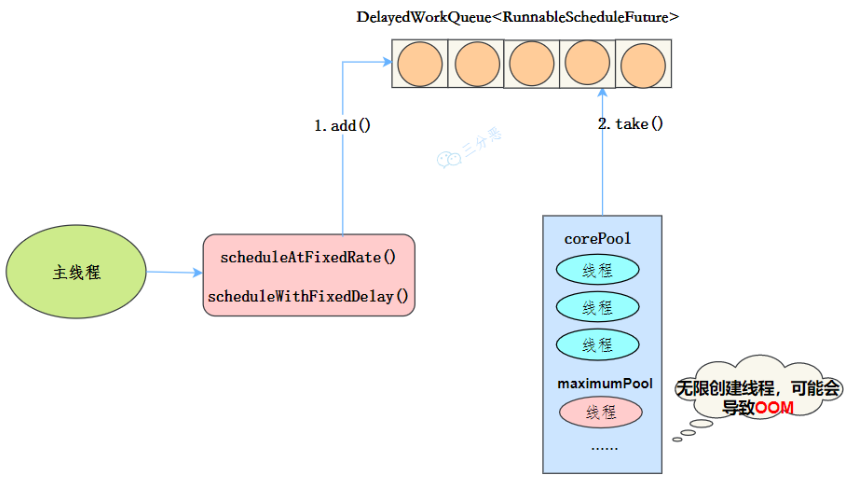 DelayedWorkQueue<RunnableScheduleFuture>
1.add()
2.take()
三分恶
主线程
scheduleAtFixedRate()
scheduleWithFixedDelay()
corePool
线程
线程
线程
maximumPool
线程
......
无限创建线程，可能会
导致OOM